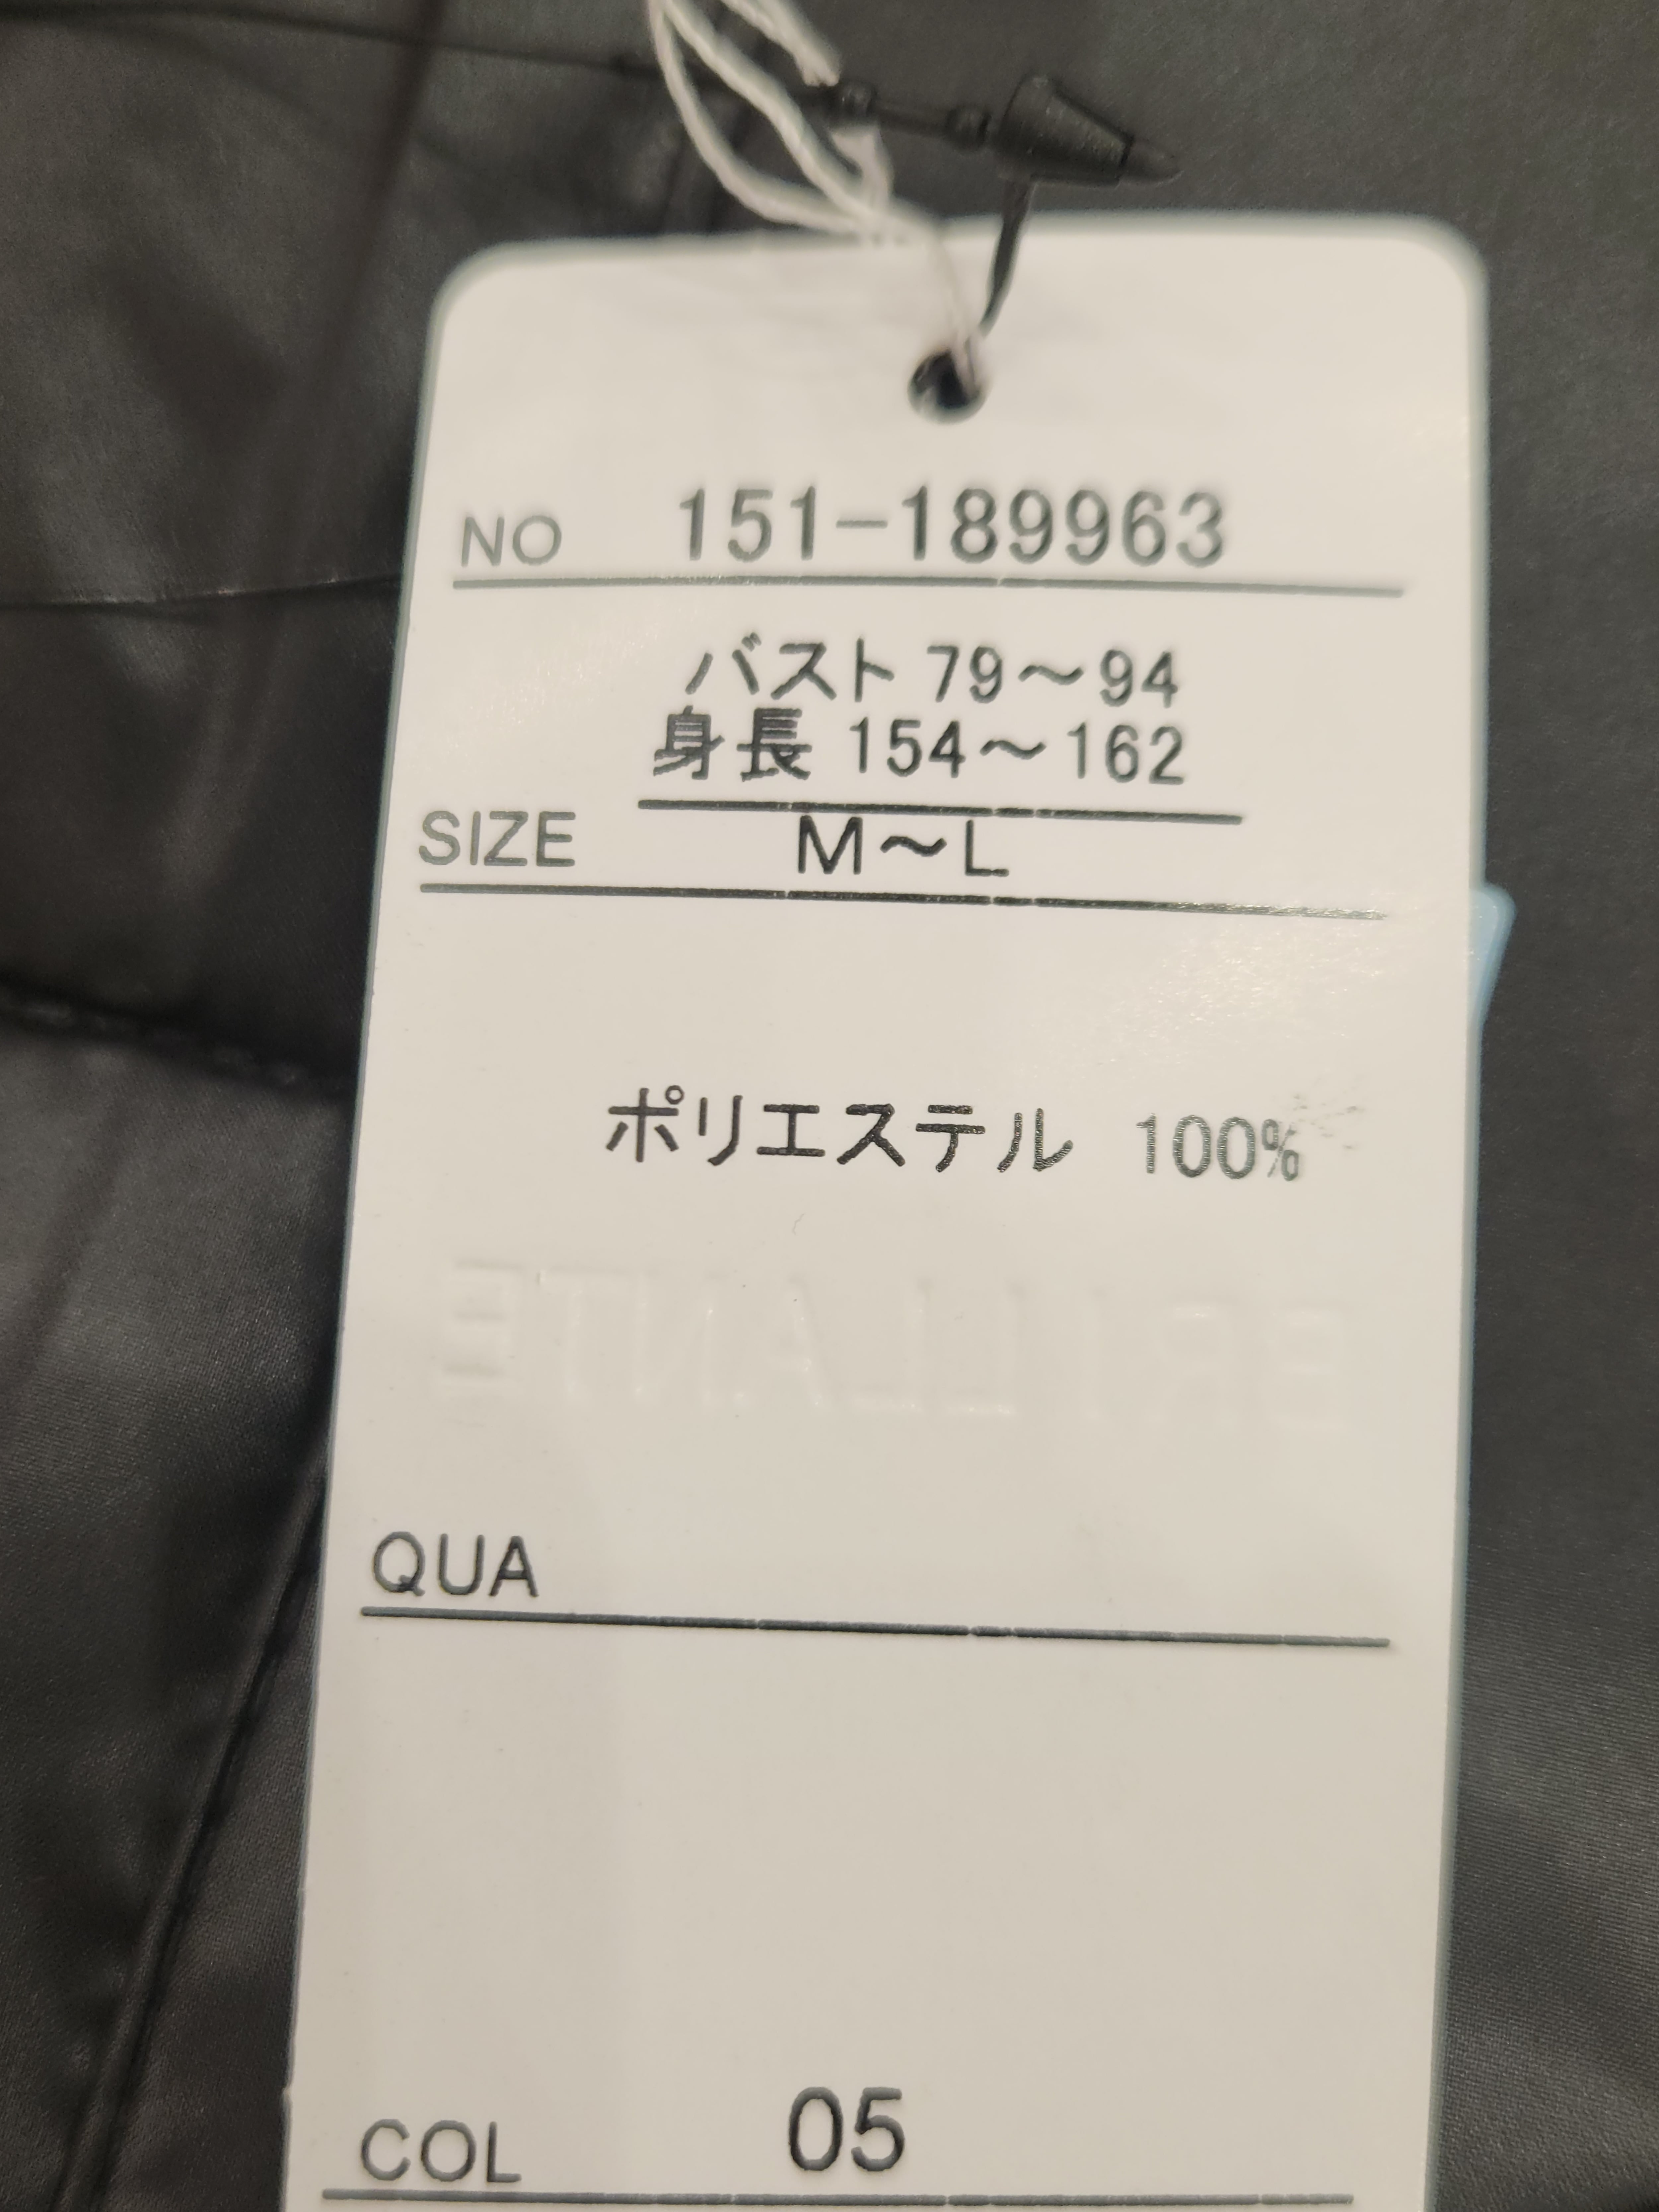 NO 151-189963
バスト 79～94
身長 154～162
SIZE M～L
ポリエステル 100%
BRILLANTE
QUA
COL 05